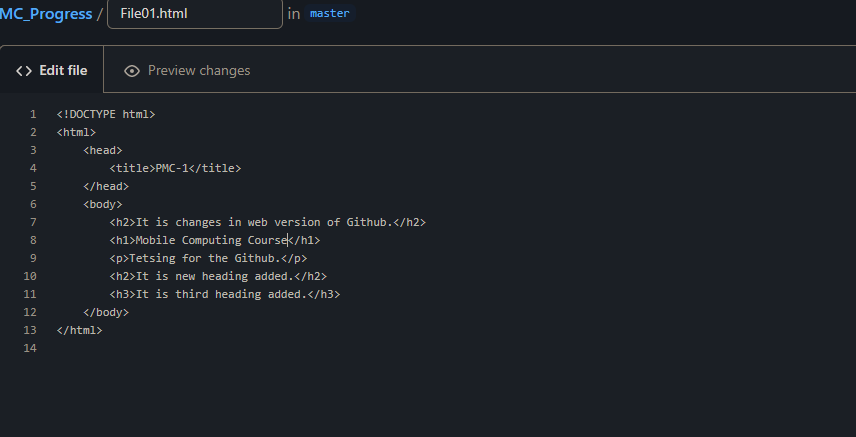 MC_Progress / File01.html in master
<> Edit file Preview changes
1 <!DOCTYPE html>
2 <html>
3 <head>
4 <title>PMC-1</title>
5 </head>
6 <body>
7 <h2>It is changes in web version of Github.</h2>
8 <h1>Mobile Computing Course</h1>
9 <p>Tetsing for the Github.</p>
10 <h2>It is new heading added.</h2>
11 <h3>It is third heading added.</h3>
12 </body>
13 </html>
14